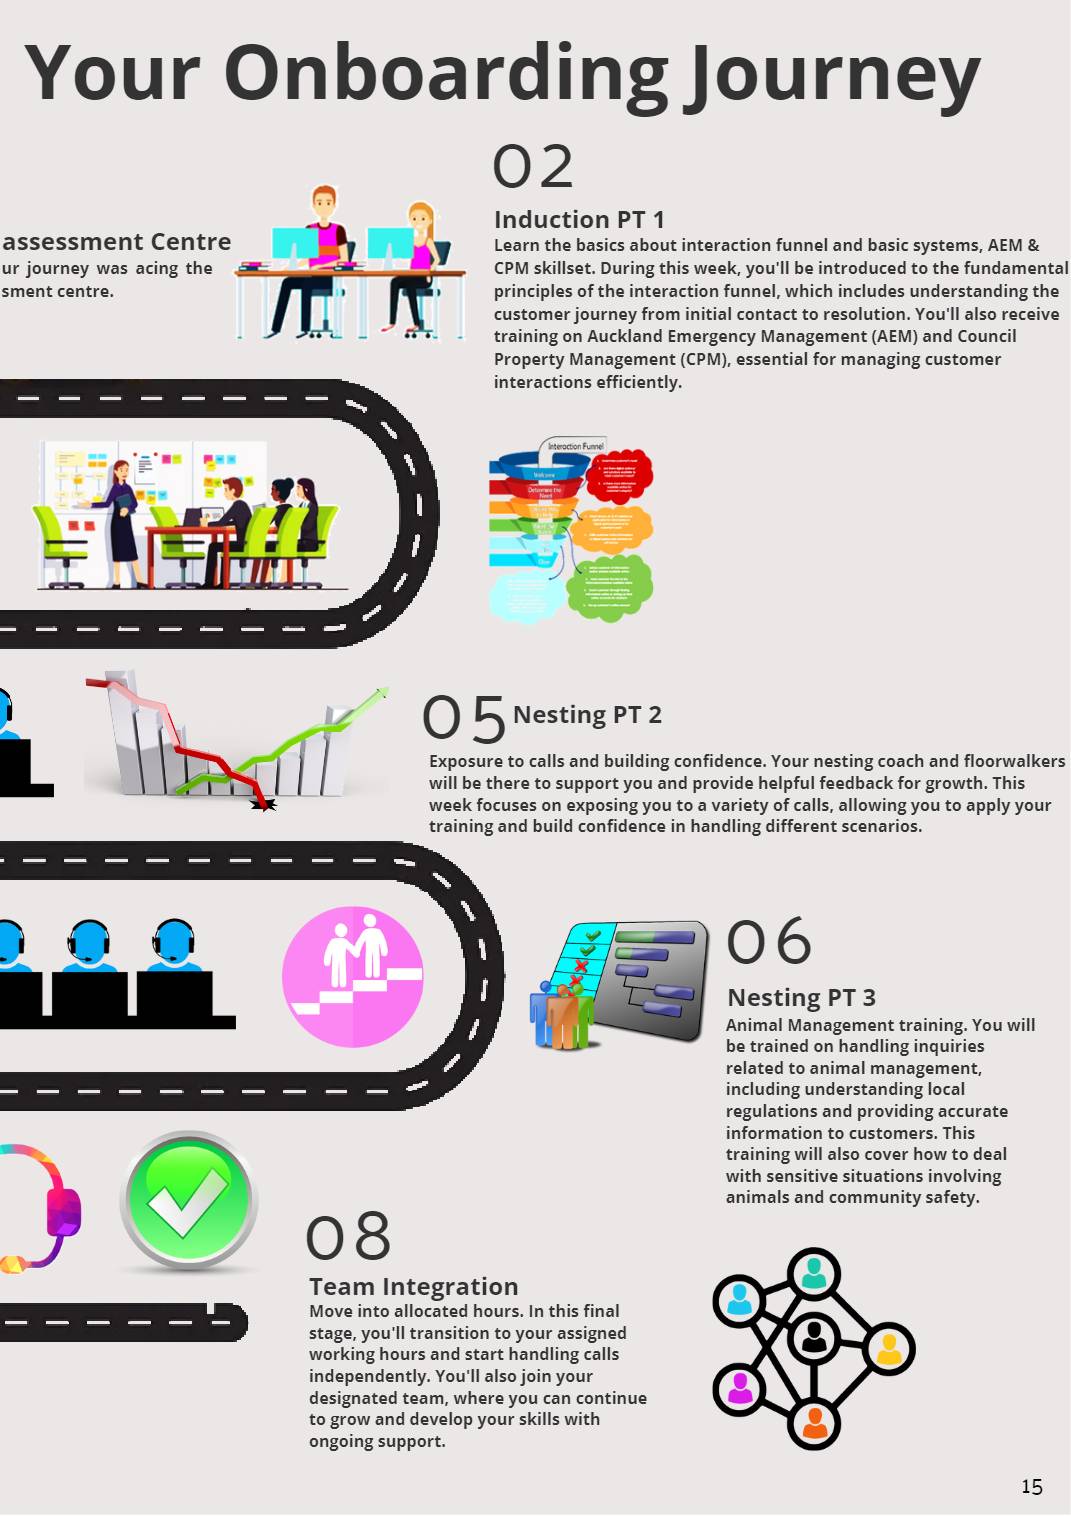 Your Onboarding Journey
assessment Centre
ur journey was acing the
sment centre.
02
Induction PT 1
Learn the basics about interaction funnel and basic systems, AEM &
CPM skillset. During this week, you'll be introduced to the fundamental
principles of the interaction funnel, which includes understanding the
customer journey from initial contact to resolution. You'll also receive
training on Auckland Emergency Management (AEM) and Council
Property Management (CPM), essential for managing customer
interactions efficiently.
Interaction Funnel
Welcome
Determine the
Need
05
Nesting PT 2
Exposure to calls and building confidence. Your nesting coach and floorwalkers
will be there to support you and provide helpful feedback for growth. This
week focuses on exposing you to a variety of calls, allowing you to apply your
training and build confidence in handling different scenarios.
06
Nesting PT 3
Animal Management training. You will
be trained on handling inquiries
related to animal management,
including understanding local
regulations and providing accurate
information to customers. This
training will also cover how to deal
with sensitive situations involving
animals and community safety.
08
Team Integration
Move into allocated hours. In this final
stage, you'll transition to your assigned
working hours and start handling calls
independently. You'll also join your
designated team, where you can continue
to grow and develop your skills with
ongoing support.
15